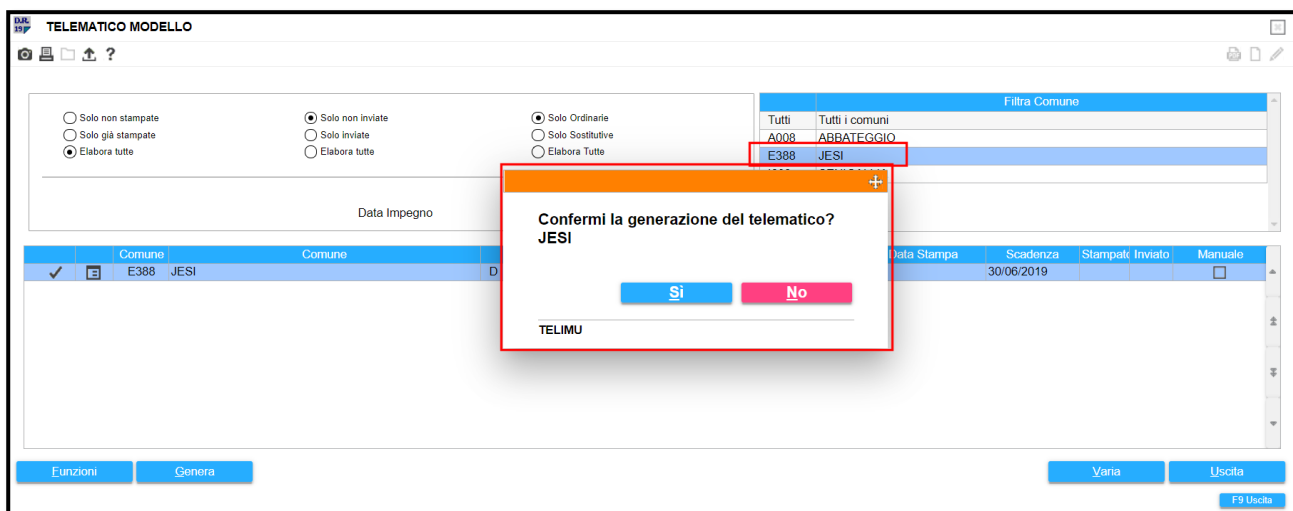 D.R. 19 TELEMATICO MODELLO
?
Filtra Comune
Solo non stampate Solo non inviate Solo Ordinarie Tutti Tutti i comuni
Solo già stampate Solo inviate Solo Sostitutive A008 ABBATEGGIO
Elabora tutte Elabora tutte Elabora Tutte E388 JESI
Data Impegno
Confermi la generazione del telematico?
JESI
Sì No
TELIMU
Comune Comune Data Stampa Scadenza Stampato Inviato Manuale
E388 JESI D 30/06/2019
Funzioni Genera Varia Uscita
F9 Uscita